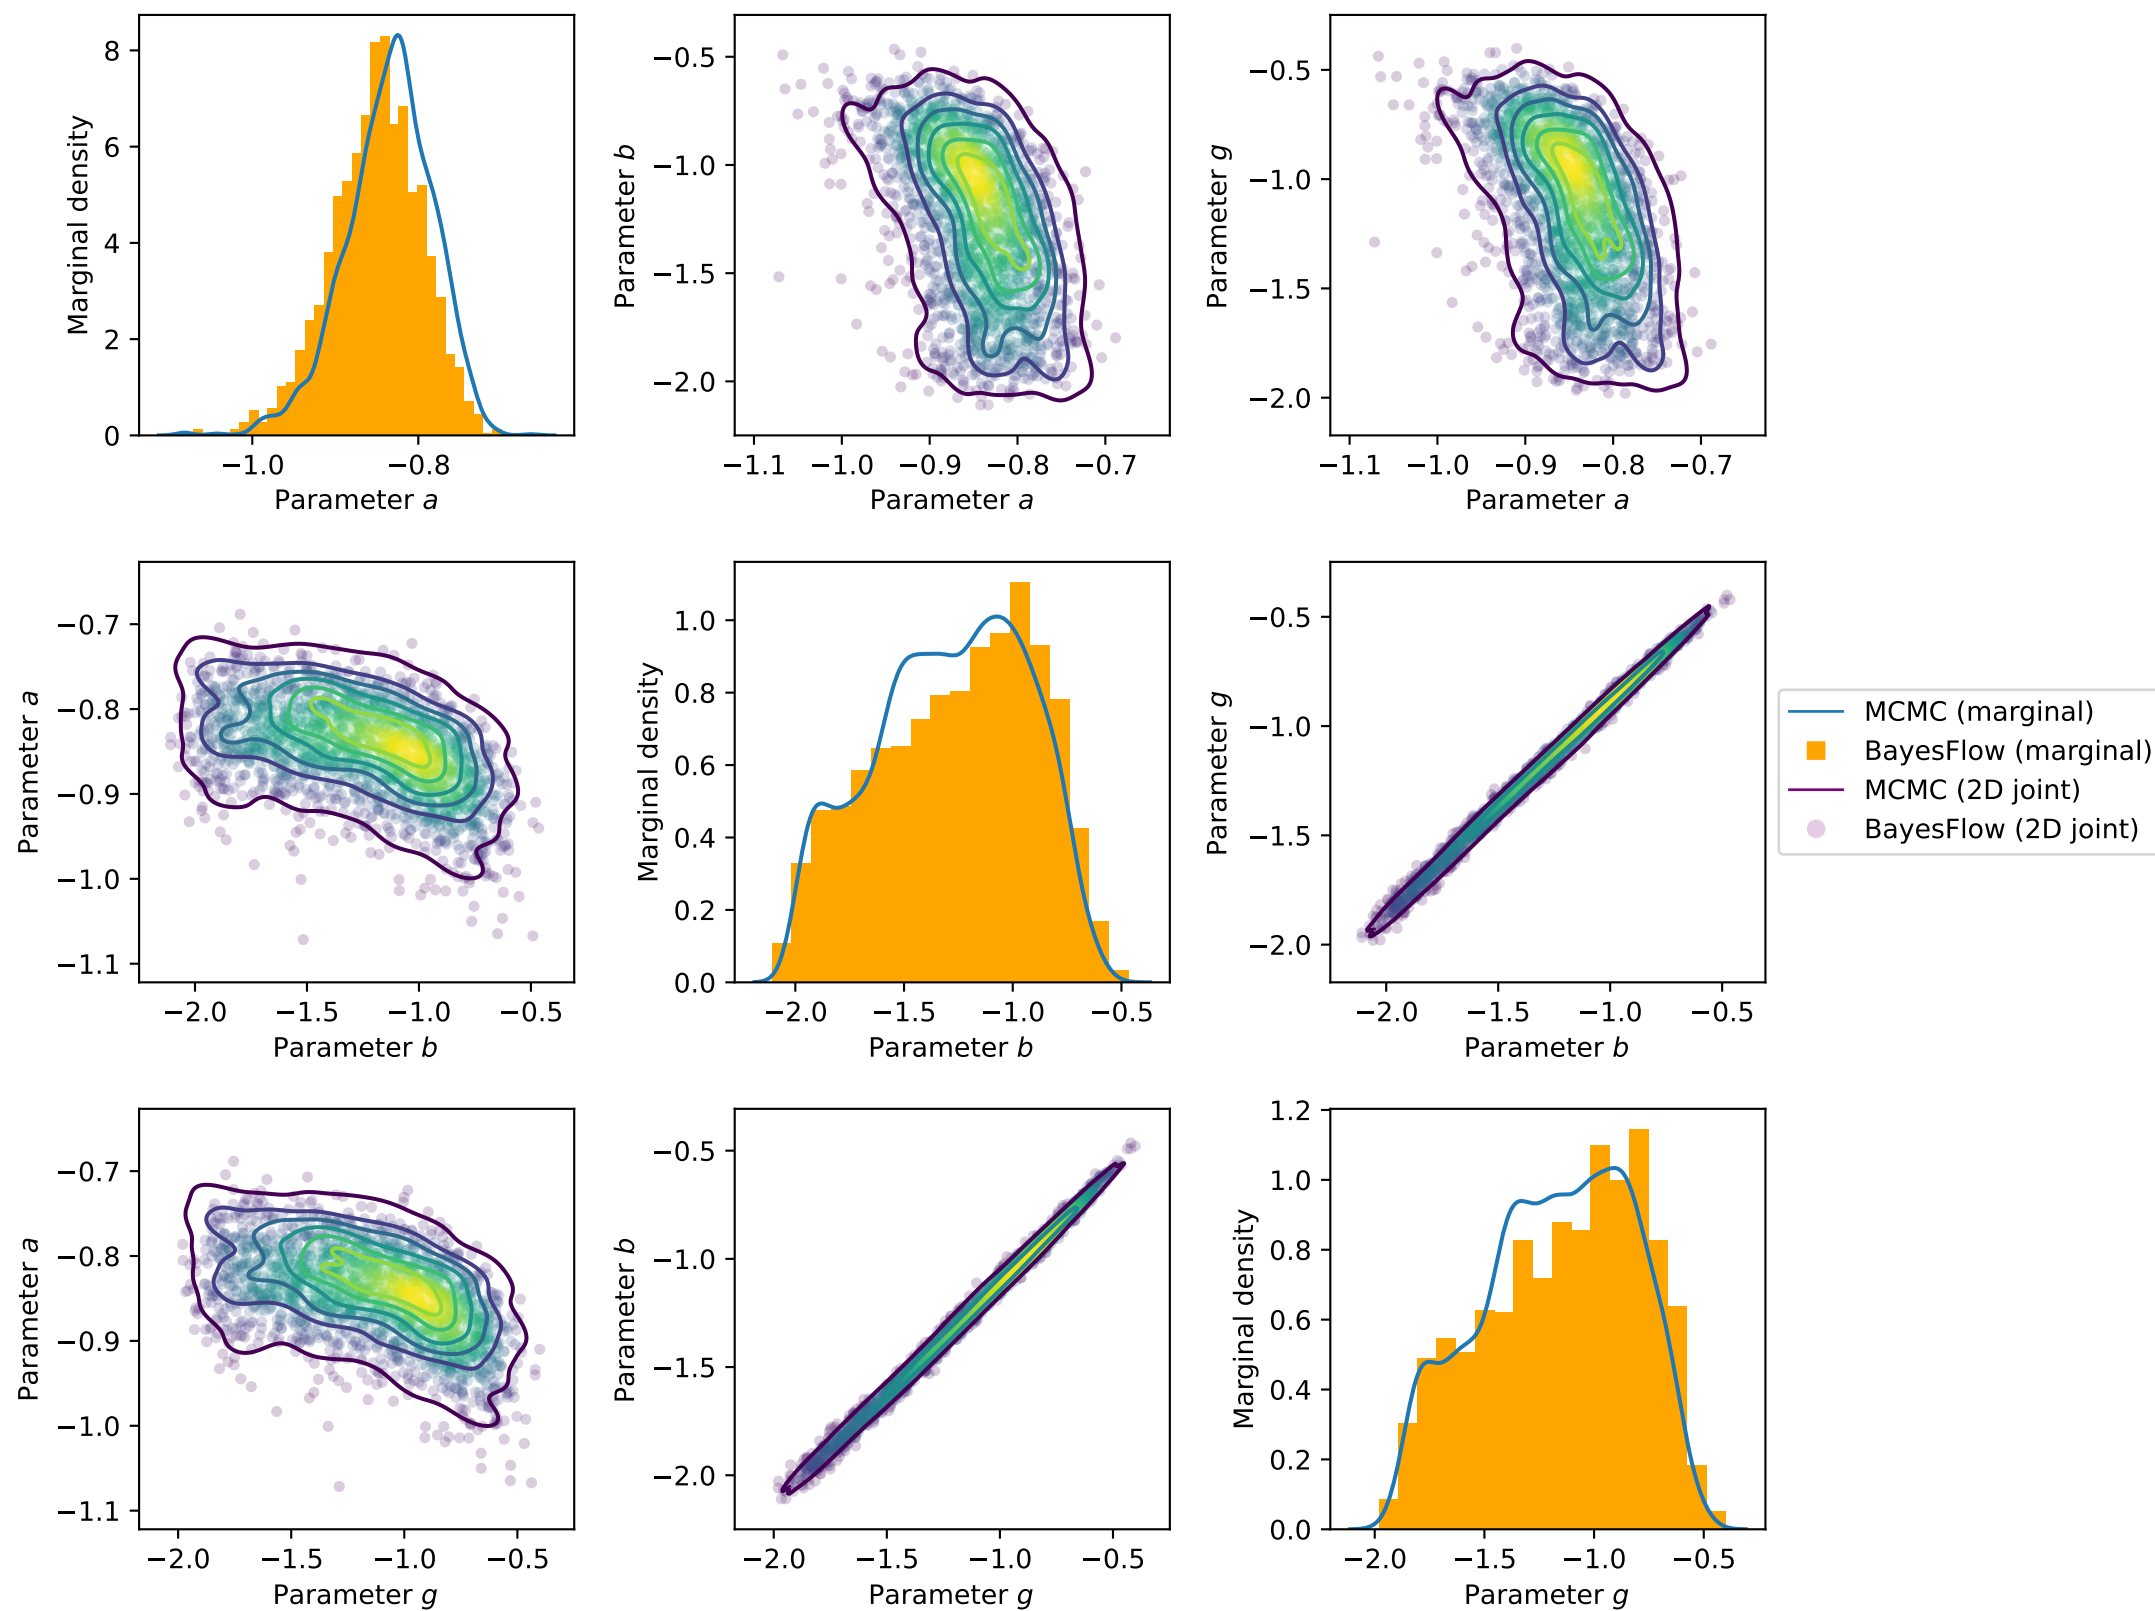 8
6
4
2
0
Marginal density
−1.0 −0.8
Parameter a
−0.5
−1.0
−1.5
−2.0
Parameter b
−1.1 −1.0 −0.9 −0.8 −0.7
Parameter a
−0.5
−1.0
−1.5
−2.0
Parameter g
−1.1 −1.0 −0.9 −0.8 −0.7
Parameter a
−0.7
−0.8
−0.9
−1.0
−1.1
Parameter a
−2.0 −1.5 −1.0 −0.5
Parameter b
1.0
0.8
0.6
0.4
0.2
0.0
Marginal density
−2.0 −1.5 −1.0 −0.5
Parameter b
−0.5
−1.0
−1.5
−2.0
Parameter g
−2.0 −1.5 −1.0 −0.5
Parameter b
MCMC (marginal)
BayesFlow (marginal)
MCMC (2D joint)
BayesFlow (2D joint)
−0.7
−0.8
−0.9
−1.0
−1.1
Parameter a
−2.0 −1.5 −1.0 −0.5
Parameter g
−0.5
−1.0
−1.5
−2.0
Parameter b
−2.0 −1.5 −1.0 −0.5
Parameter g
1.2
1.0
0.8
0.6
0.4
0.2
0.0
Marginal density
−2.0 −1.5 −1.0 −0.5
Parameter g